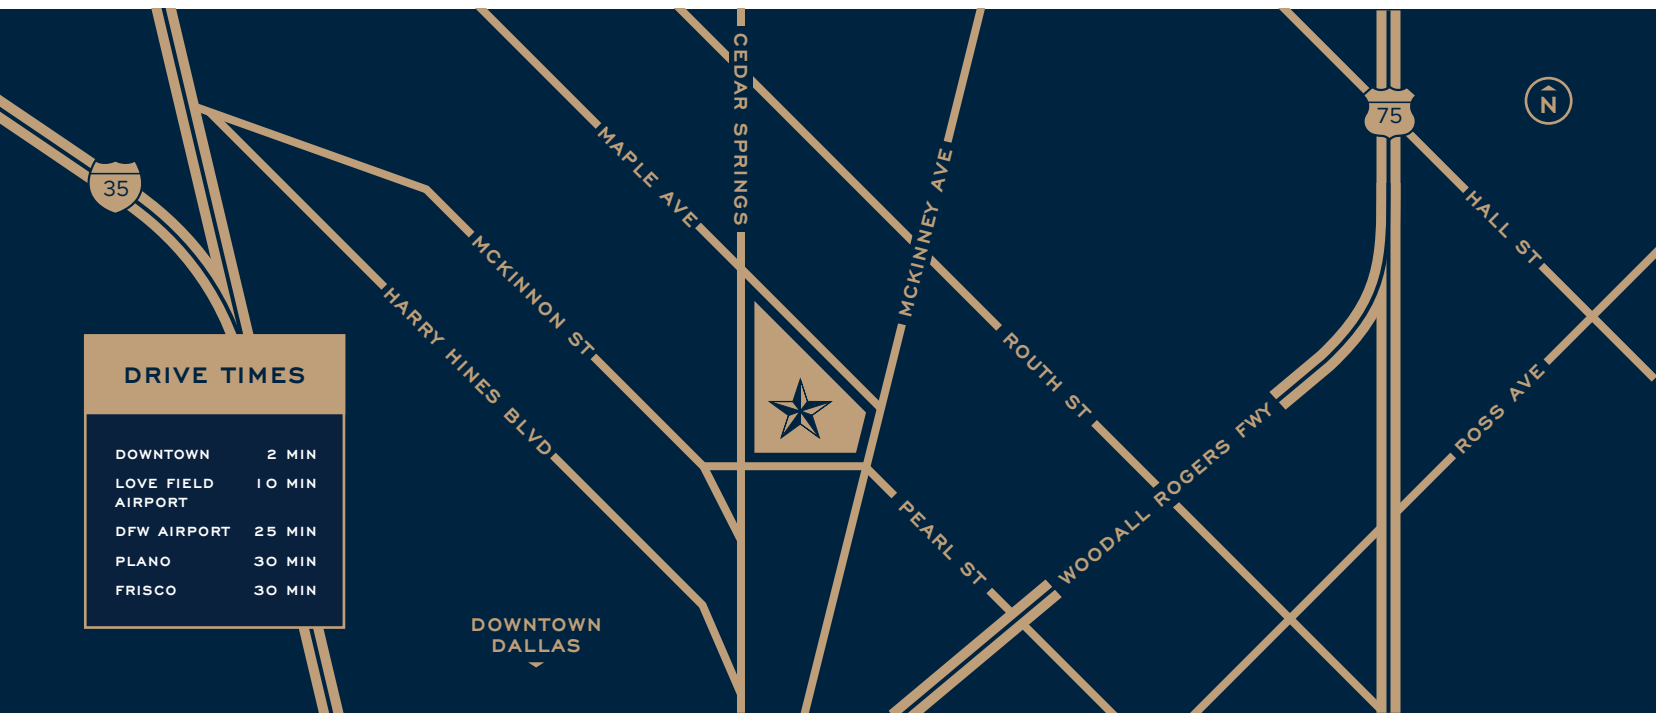 CEDAR SPRINGS
MAPLE AVE
MCKINNEY AVE
75
N
35
MCKINNON ST
HARRY HINES BLVD
HALL ST
ROUTH ST
ROSS AVE
WOODALL ROGERS FWY
PEARL ST
DRIVE TIMES
DOWNTOWN 2 MIN
LOVE FIELD 10 MIN
AIRPORT
DFW AIRPORT 25 MIN
PLANO 30 MIN
FRISCO 30 MIN
DOWNTOWN
DALLAS